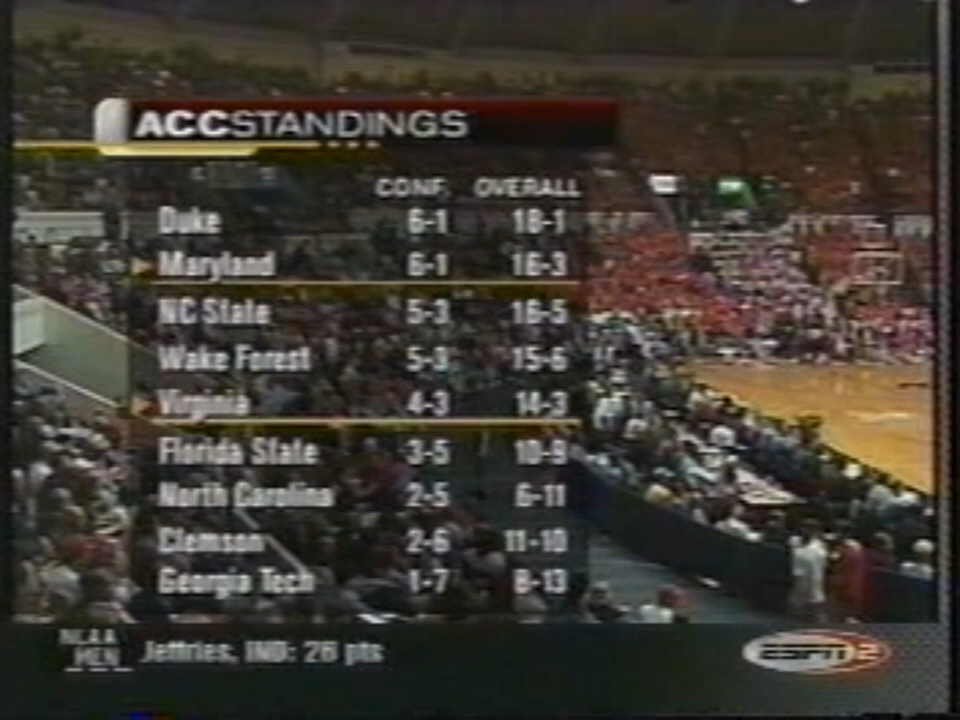 ACCSTANDINGS
CONF. OVERALL
Duke 6-1 18-1
Maryland 6-1 16-3
NC State 5-3 16-5
Wake Forest 5-3 15-6
Virginia 4-3 14-3
Florida State 3-5 10-9
North Carolina 2-5 6-11
Clemson 2-6 11-10
Georgia Tech 1-7 8-13
NCAA
MEN
Jeffries, IND: 26 pts
ESPN2